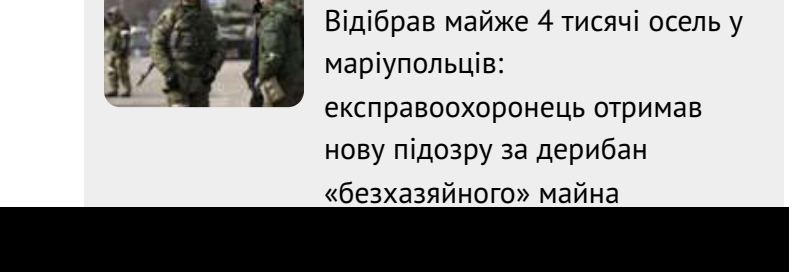 Відібрав майже 4 тисячі осель у
маріупольців:
експравоохоронець отримав
нову підозру за дерибан
«безхазяйного» майна